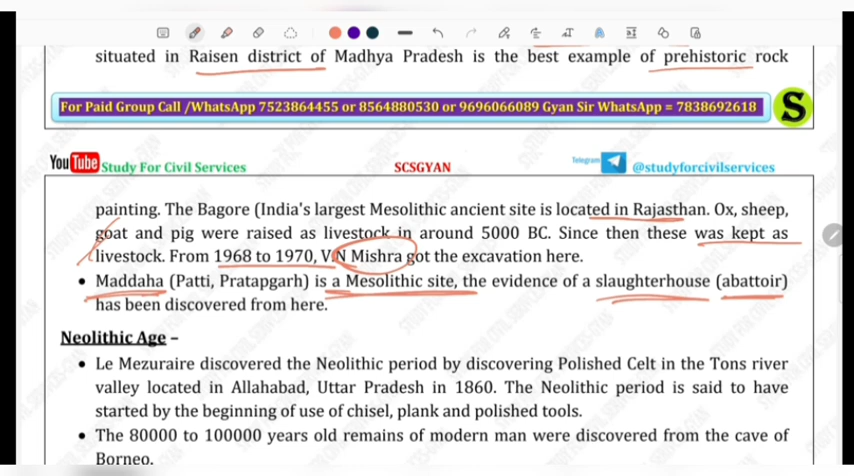 situated in Raisen district of Madhya Pradesh is the best example of prehistoric rock
For Paid Group Call /WhatsApp 7523864455 or 8564880530 or 9696066089 Gyan Sir WhatsApp = 7838692618
S
YouTube Study For Civil Services SCSGYAN Telegram @studyforcivilservices
painting. The Bagore (India's largest Mesolithic ancient site is located in Rajasthan. Ox, sheep,
goat and pig were raised as livestock in around 5000 BC. Since then these was kept as
livestock. From 1968 to 1970, V.N Mishra got the excavation here.
• Maddaha (Patti, Pratapgarh) is a Mesolithic site, the evidence of a slaughterhouse (abattoir)
has been discovered from here.
Neolithic Age –
• Le Mezuraire discovered the Neolithic period by discovering Polished Celt in the Tons river
valley located in Allahabad, Uttar Pradesh in 1860. The Neolithic period is said to have
started by the beginning of use of chisel, plank and polished tools.
• The 80000 to 100000 years old remains of modern man were discovered from the cave of
Borneo.